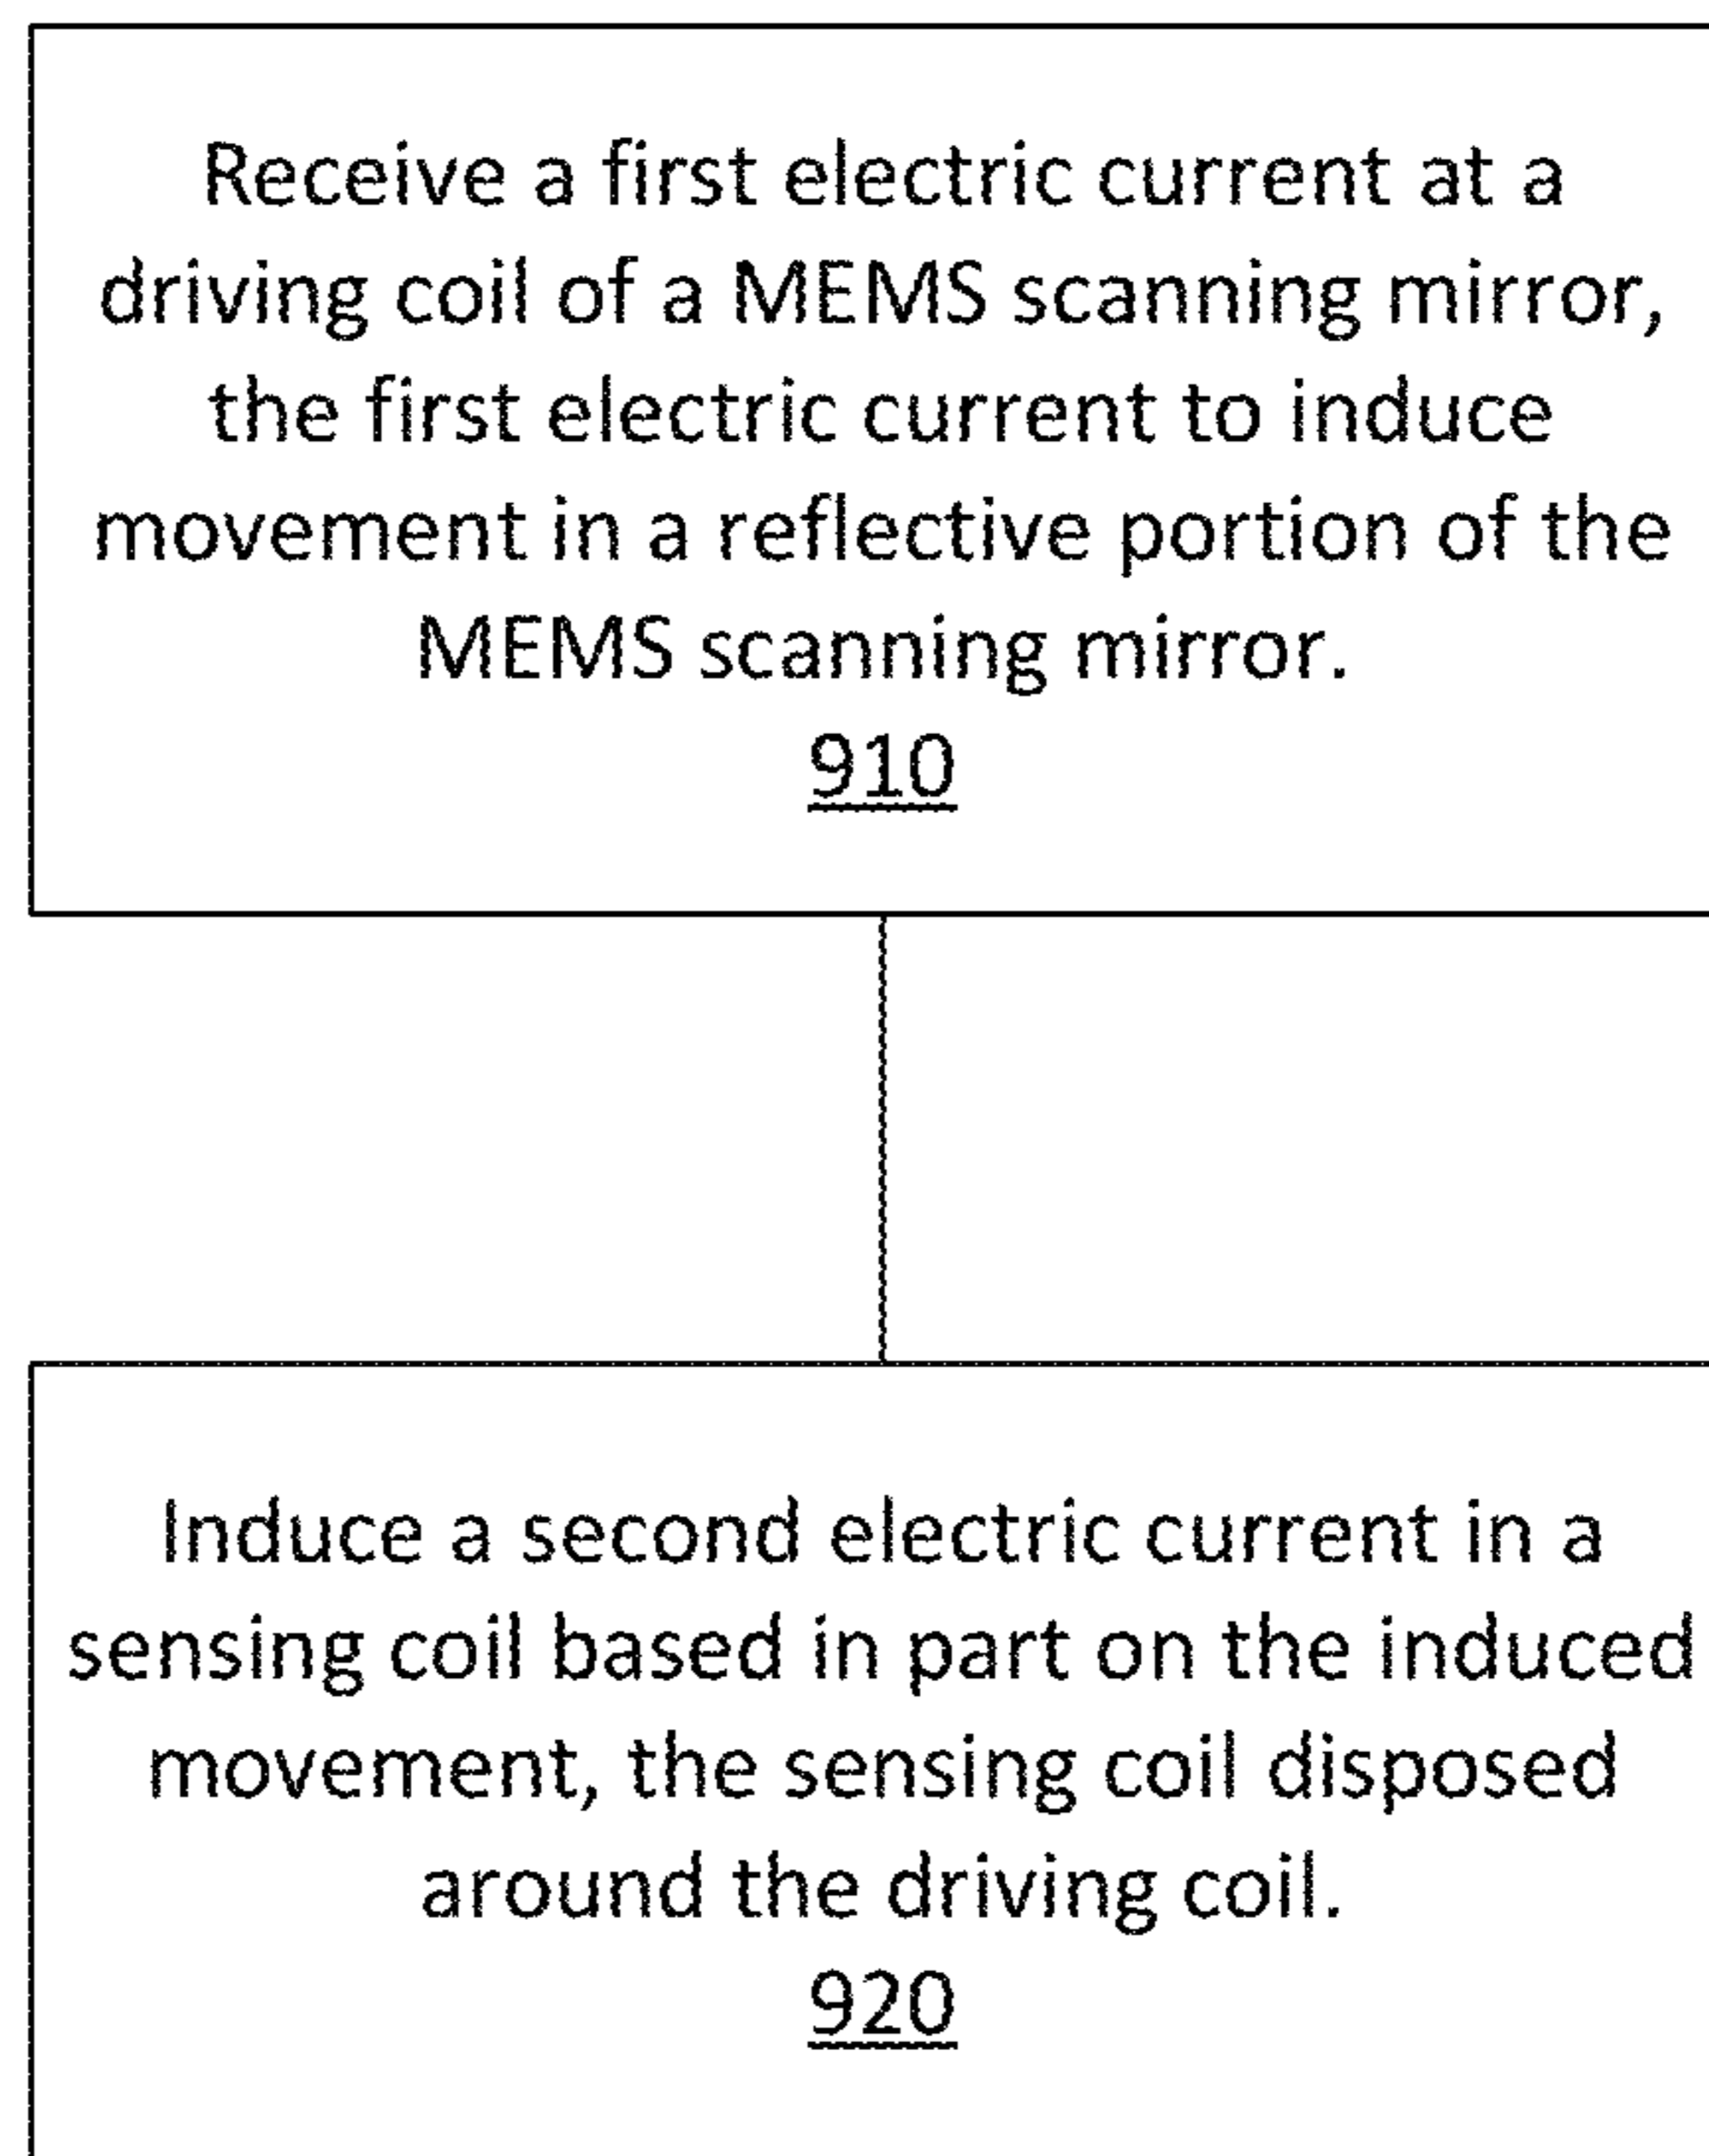 Receive a first electric current at a
driving coil of a MEMS scanning mirror,
the first electric current to induce
movement in a reflective portion of the
MEMS scanning mirror.
910
Induce a second electric current in a
sensing coil based in part on the induced
movement, the sensing coil disposed
around the driving coil.
920